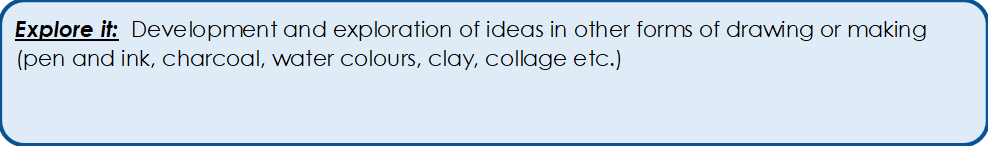 Explore it: Development and exploration of ideas in other forms of drawing or making
(pen and ink, charcoal, water colours, clay, collage etc.)